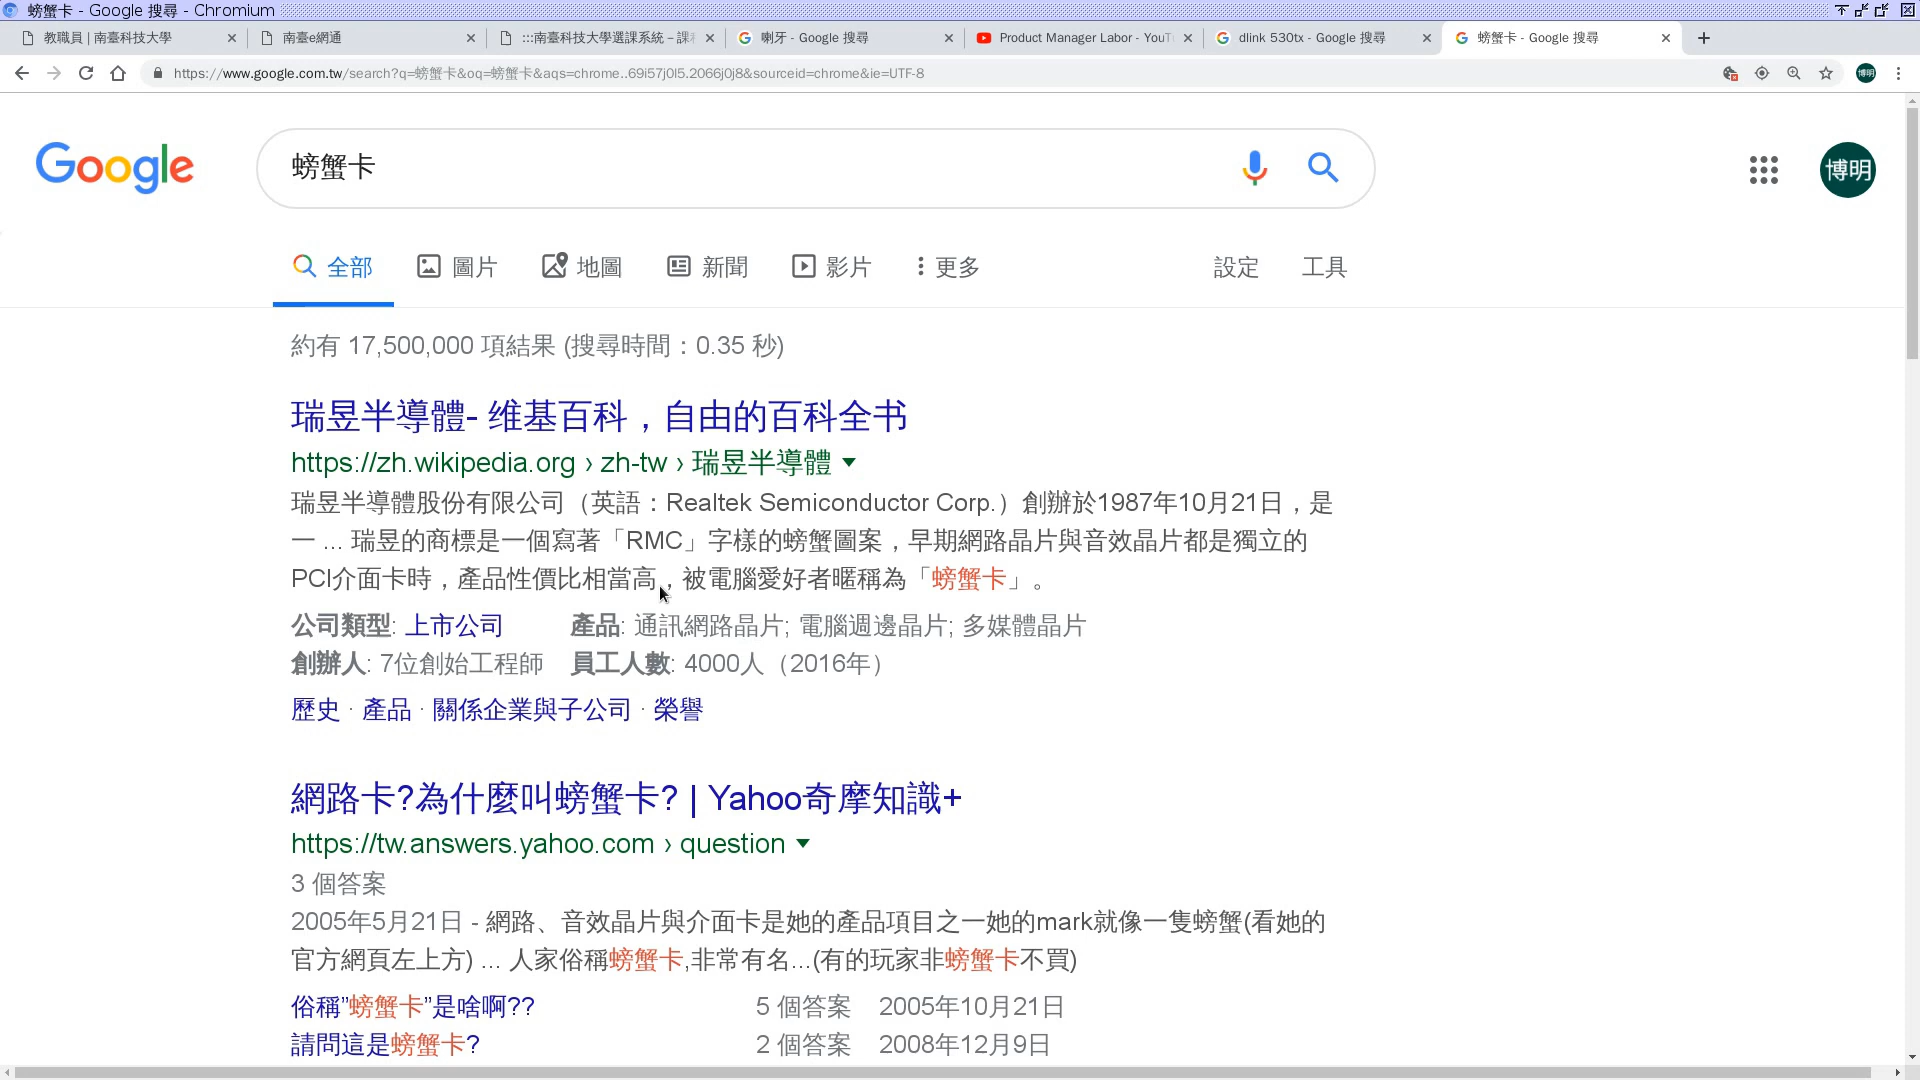 螃蟹卡 - Google 搜尋 - Chromium
教職員 | 南臺科技大學
南臺e網通
:::南臺科技大學選課系統 – 課
喇牙 - Google 搜尋
Product Manager Labor - YouT
dlink 530tx - Google 搜尋
螃蟹卡 - Google 搜尋
https://www.google.com.tw/search?q=螃蟹卡&oq=螃蟹卡&aqs=chrome..69i57j0l5.2066j0j8&sourceid=chrome&ie=UTF-8
博明
Google
螃蟹卡
博明
全部
圖片
地圖
新聞
影片
更多
設定
工具
約有 17,500,000 項結果 (搜尋時間：0.35 秒)
瑞昱半導體- 维基百科，自由的百科全书
https://zh.wikipedia.org › zh-tw › 瑞昱半導體
瑞昱半導體股份有限公司（英語：Realtek Semiconductor Corp.）創辦於1987年10月21日，是
一 ... 瑞昱的商標是一個寫著「RMC」字樣的螃蟹圖案，早期網路晶片與音效晶片都是獨立的
PCI介面卡時，產品性價比相當高，被電腦愛好者暱稱為「螃蟹卡」。
公司類型: 上市公司 產品: 通訊網路晶片; 電腦週邊晶片; 多媒體晶片
創辦人: 7位創始工程師 員工人數: 4000人（2016年）
歷史 · 產品 · 關係企業與子公司 · 榮譽
網路卡?為什麼叫螃蟹卡? | Yahoo奇摩知識+
https://tw.answers.yahoo.com › question
3 個答案
2005年5月21日 - 網路、音效晶片與介面卡是她的產品項目之一她的mark就像一隻螃蟹(看她的
官方網頁左上方) ... 人家俗稱螃蟹卡,非常有名...(有的玩家非螃蟹卡不買)
俗稱”螃蟹卡”是啥啊?? 5 個答案 2005年10月21日
請問這是螃蟹卡? 2 個答案 2008年12月9日